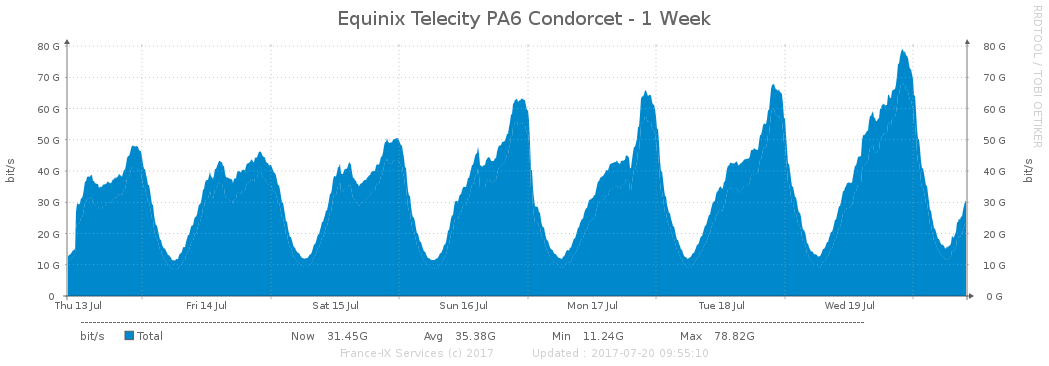 Equinix Telecity PA6 Condorcet - 1 Week
RRDTOOL / TOBI OETIKER
bit/s
80 G
70 G
60 G
50 G
40 G
30 G
20 G
10 G
0
80 G
70 G
60 G
50 G
40 G
30 G
20 G
10 G
0 G
bit/s
Thu 13 Jul Fri 14 Jul Sat 15 Jul Sun 16 Jul Mon 17 Jul Tue 18 Jul Wed 19 Jul
bit/s Total Now 31.45G Avg 35.38G Min 11.24G Max 78.82G
France-IX Services (c) 2017 Updated : 2017-07-20 09:55:10